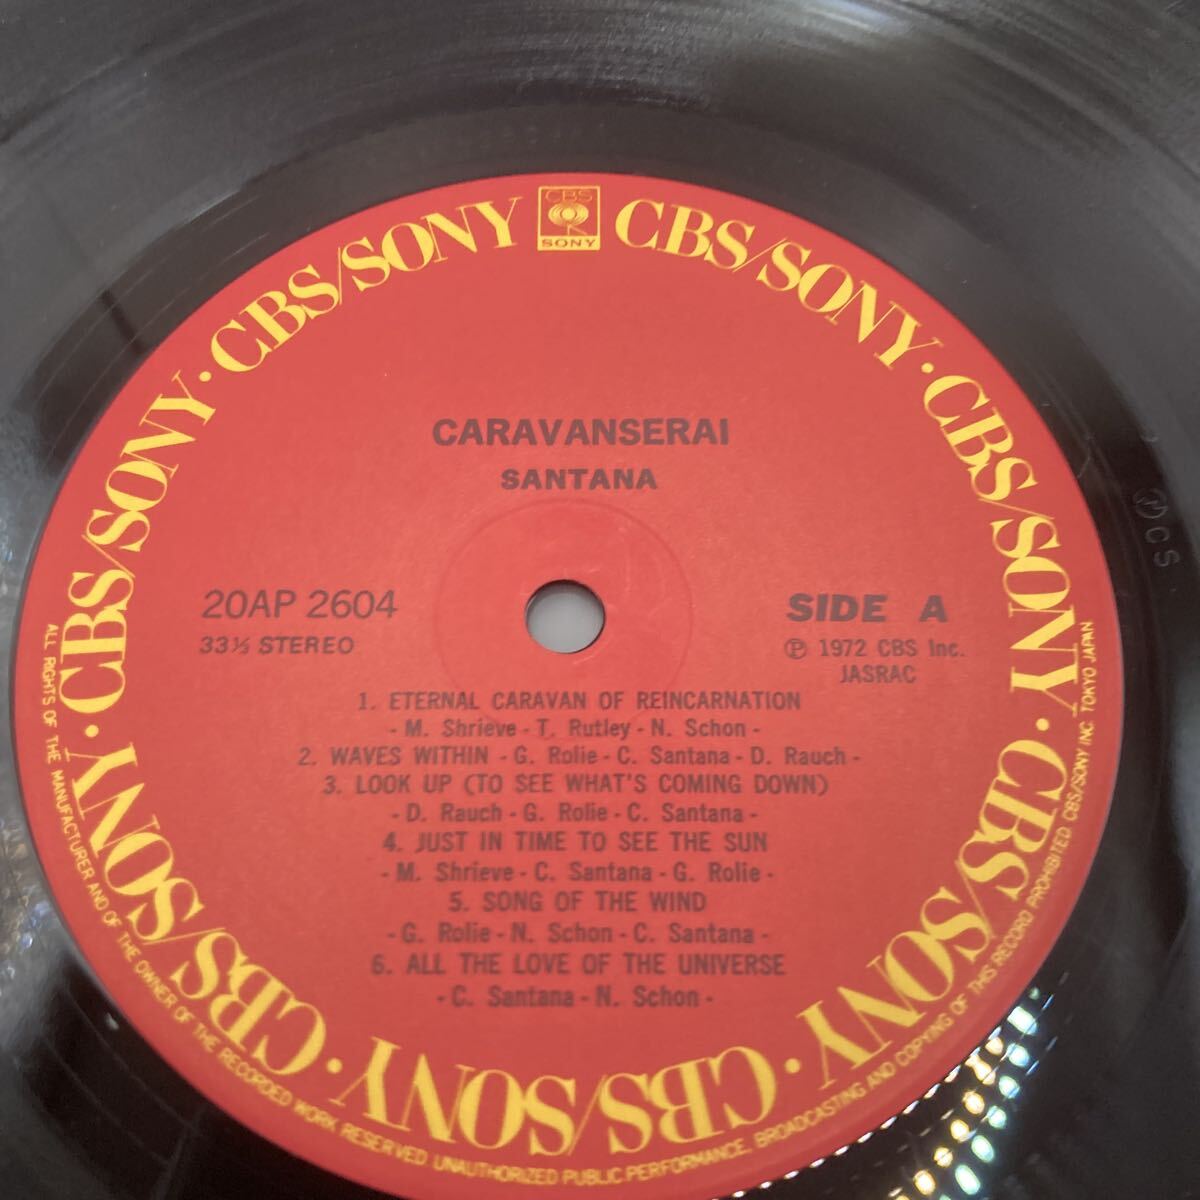 CBS/SONY · CBS/SONY · CBS/SONY · CBS/SONY · CBS/SONY · CBS/SONY · CBS/SONY · CBS/SONY · CBS/SONY
CBS
SONY
CARAVANSERAI
SANTANA
20AP 2604
33⅓ STEREO
SIDE A
Ⓟ 1972 CBS Inc.
JASRAC
1. ETERNAL CARAVAN OF REINCARNATION
- M. Shrieve - T. Rutley - N. Schon -
2. WAVES WITHIN - G. Rolie - C. Santana - D. Rauch -
3. LOOK UP (TO SEE WHAT'S COMING DOWN)
- D. Rauch - G. Rolie - C. Santana -
4. JUST IN TIME TO SEE THE SUN
- M. Shrieve - C. Santana - G. Rolie -
5. SONG OF THE WIND
- G. Rolie - N. Schon - C. Santana -
6. ALL THE LOVE OF THE UNIVERSE
- C. Santana - N. Schon -
ALL RIGHTS OF THE MANUFACTURER AND OF THE OWNER OF THE RECORDED WORK RESERVED UNAUTHORIZED PUBLIC PERFORMANCE, BROADCASTING AND COPYING OF THIS RECORD PROHIBITED CBS/SONY INC. TOKYO JAPAN
CS